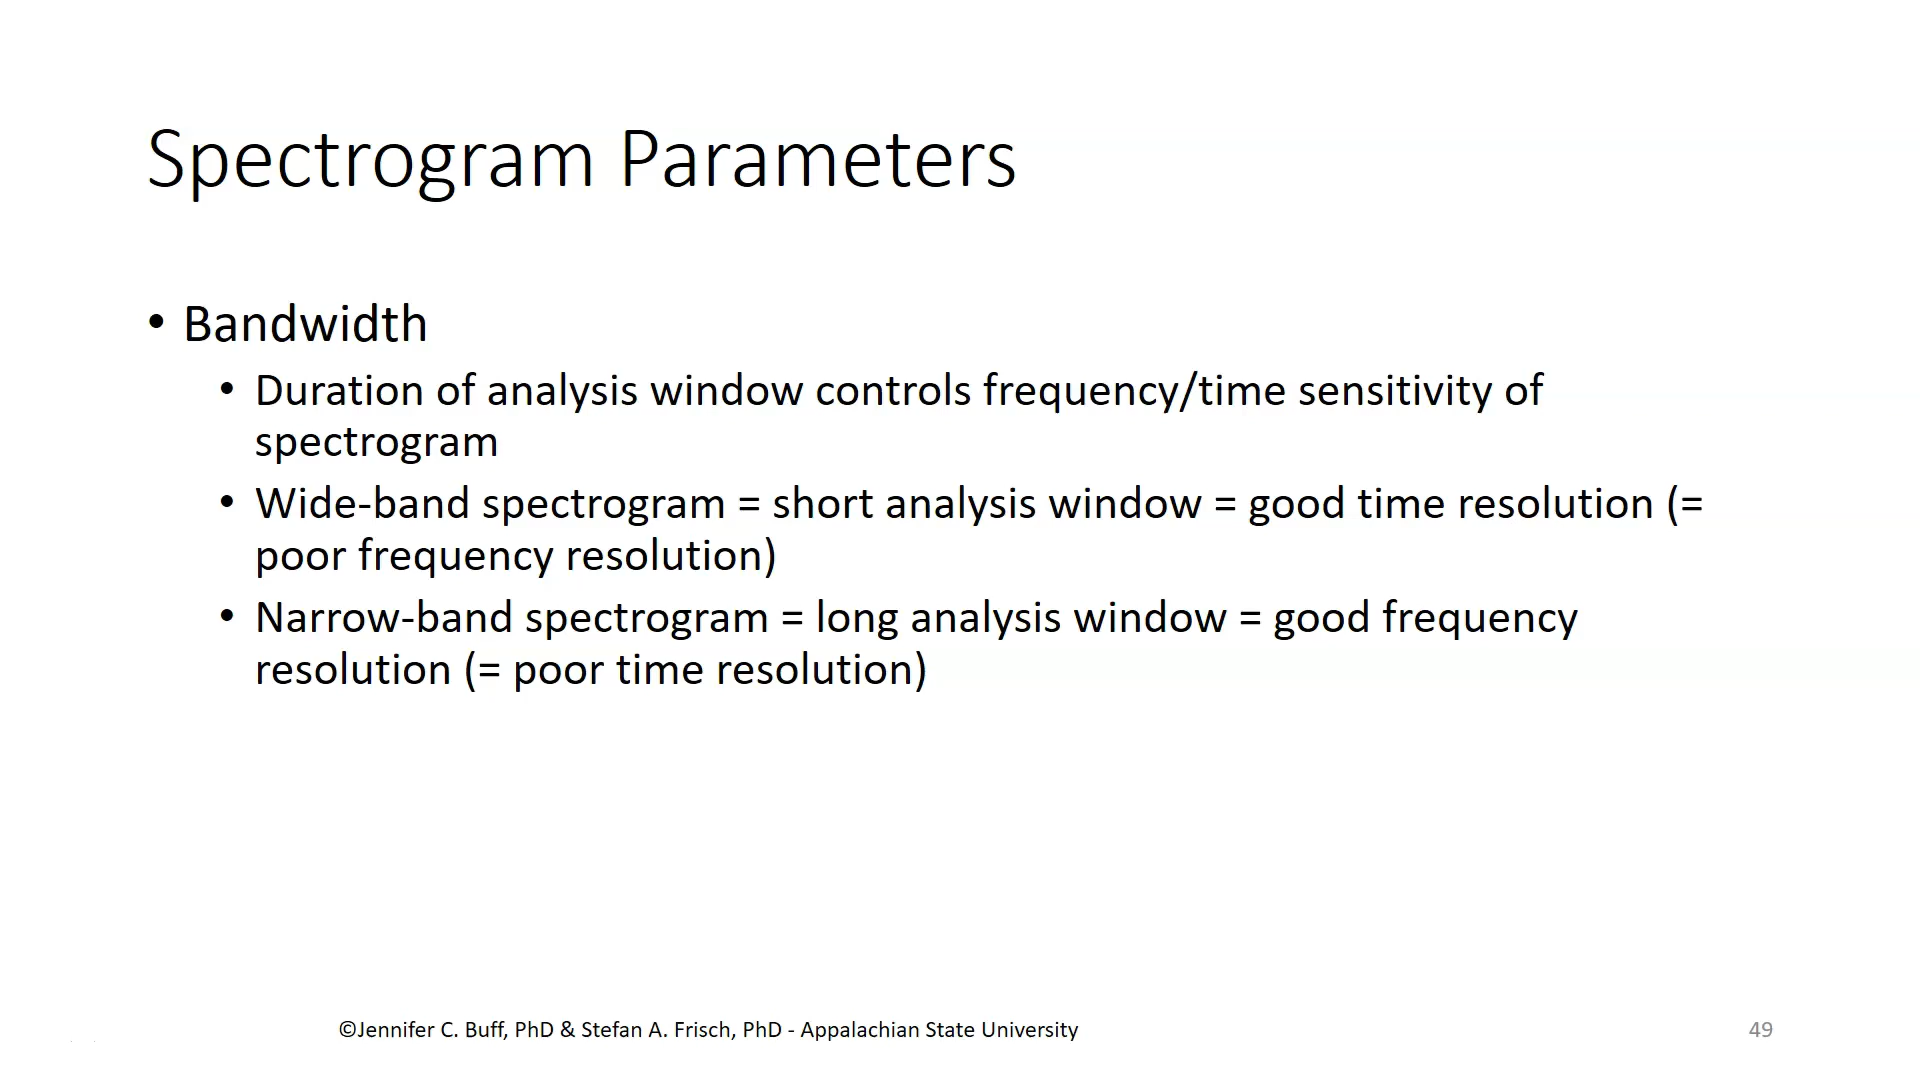 Spectrogram Parameters
• Bandwidth
• Duration of analysis window controls frequency/time sensitivity of
spectrogram
• Wide-band spectrogram = short analysis window = good time resolution (=
poor frequency resolution)
• Narrow-band spectrogram = long analysis window = good frequency
resolution (= poor time resolution)
©Jennifer C. Buff, PhD & Stefan A. Frisch, PhD - Appalachian State University
49